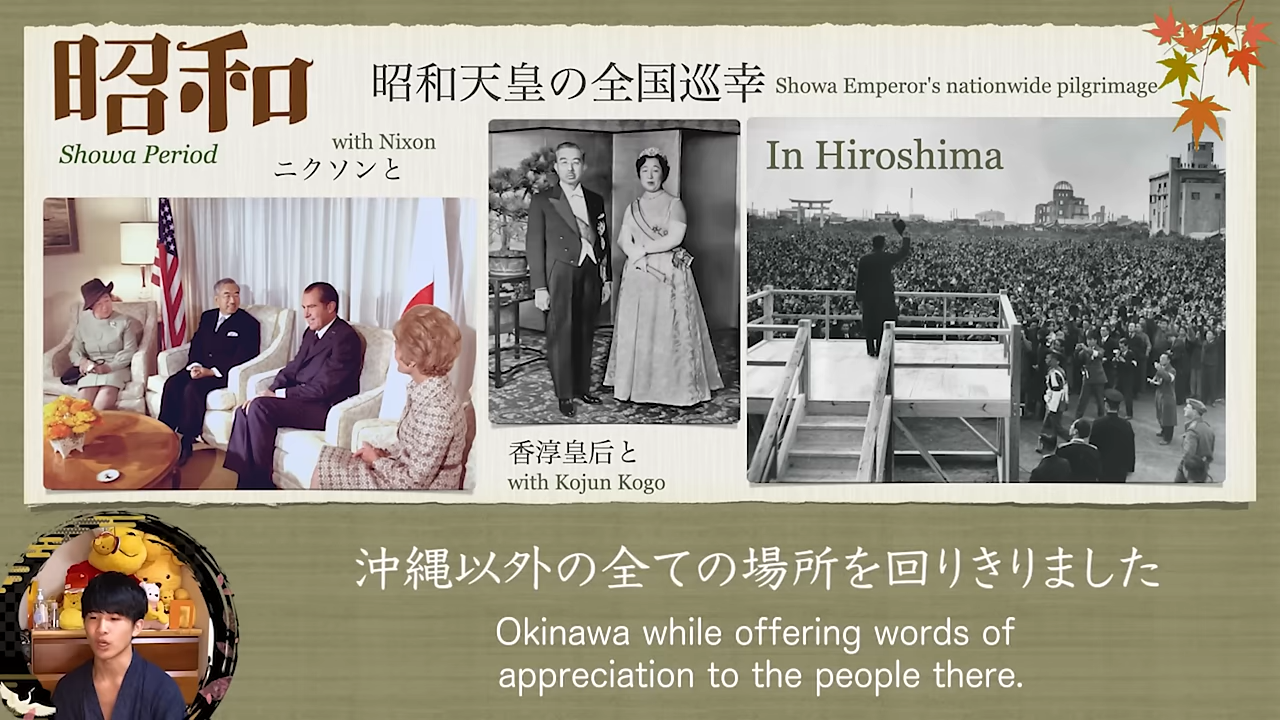 昭和
Showa Period
昭和天皇の全国巡幸
Showa Emperor's nationwide pilgrimage
with Nixon
ニクソンと
In Hiroshima
香淳皇后と
with Kojun Kogo
沖縄以外の全ての場所を回りきりました
Okinawa while offering words of
appreciation to the people there.